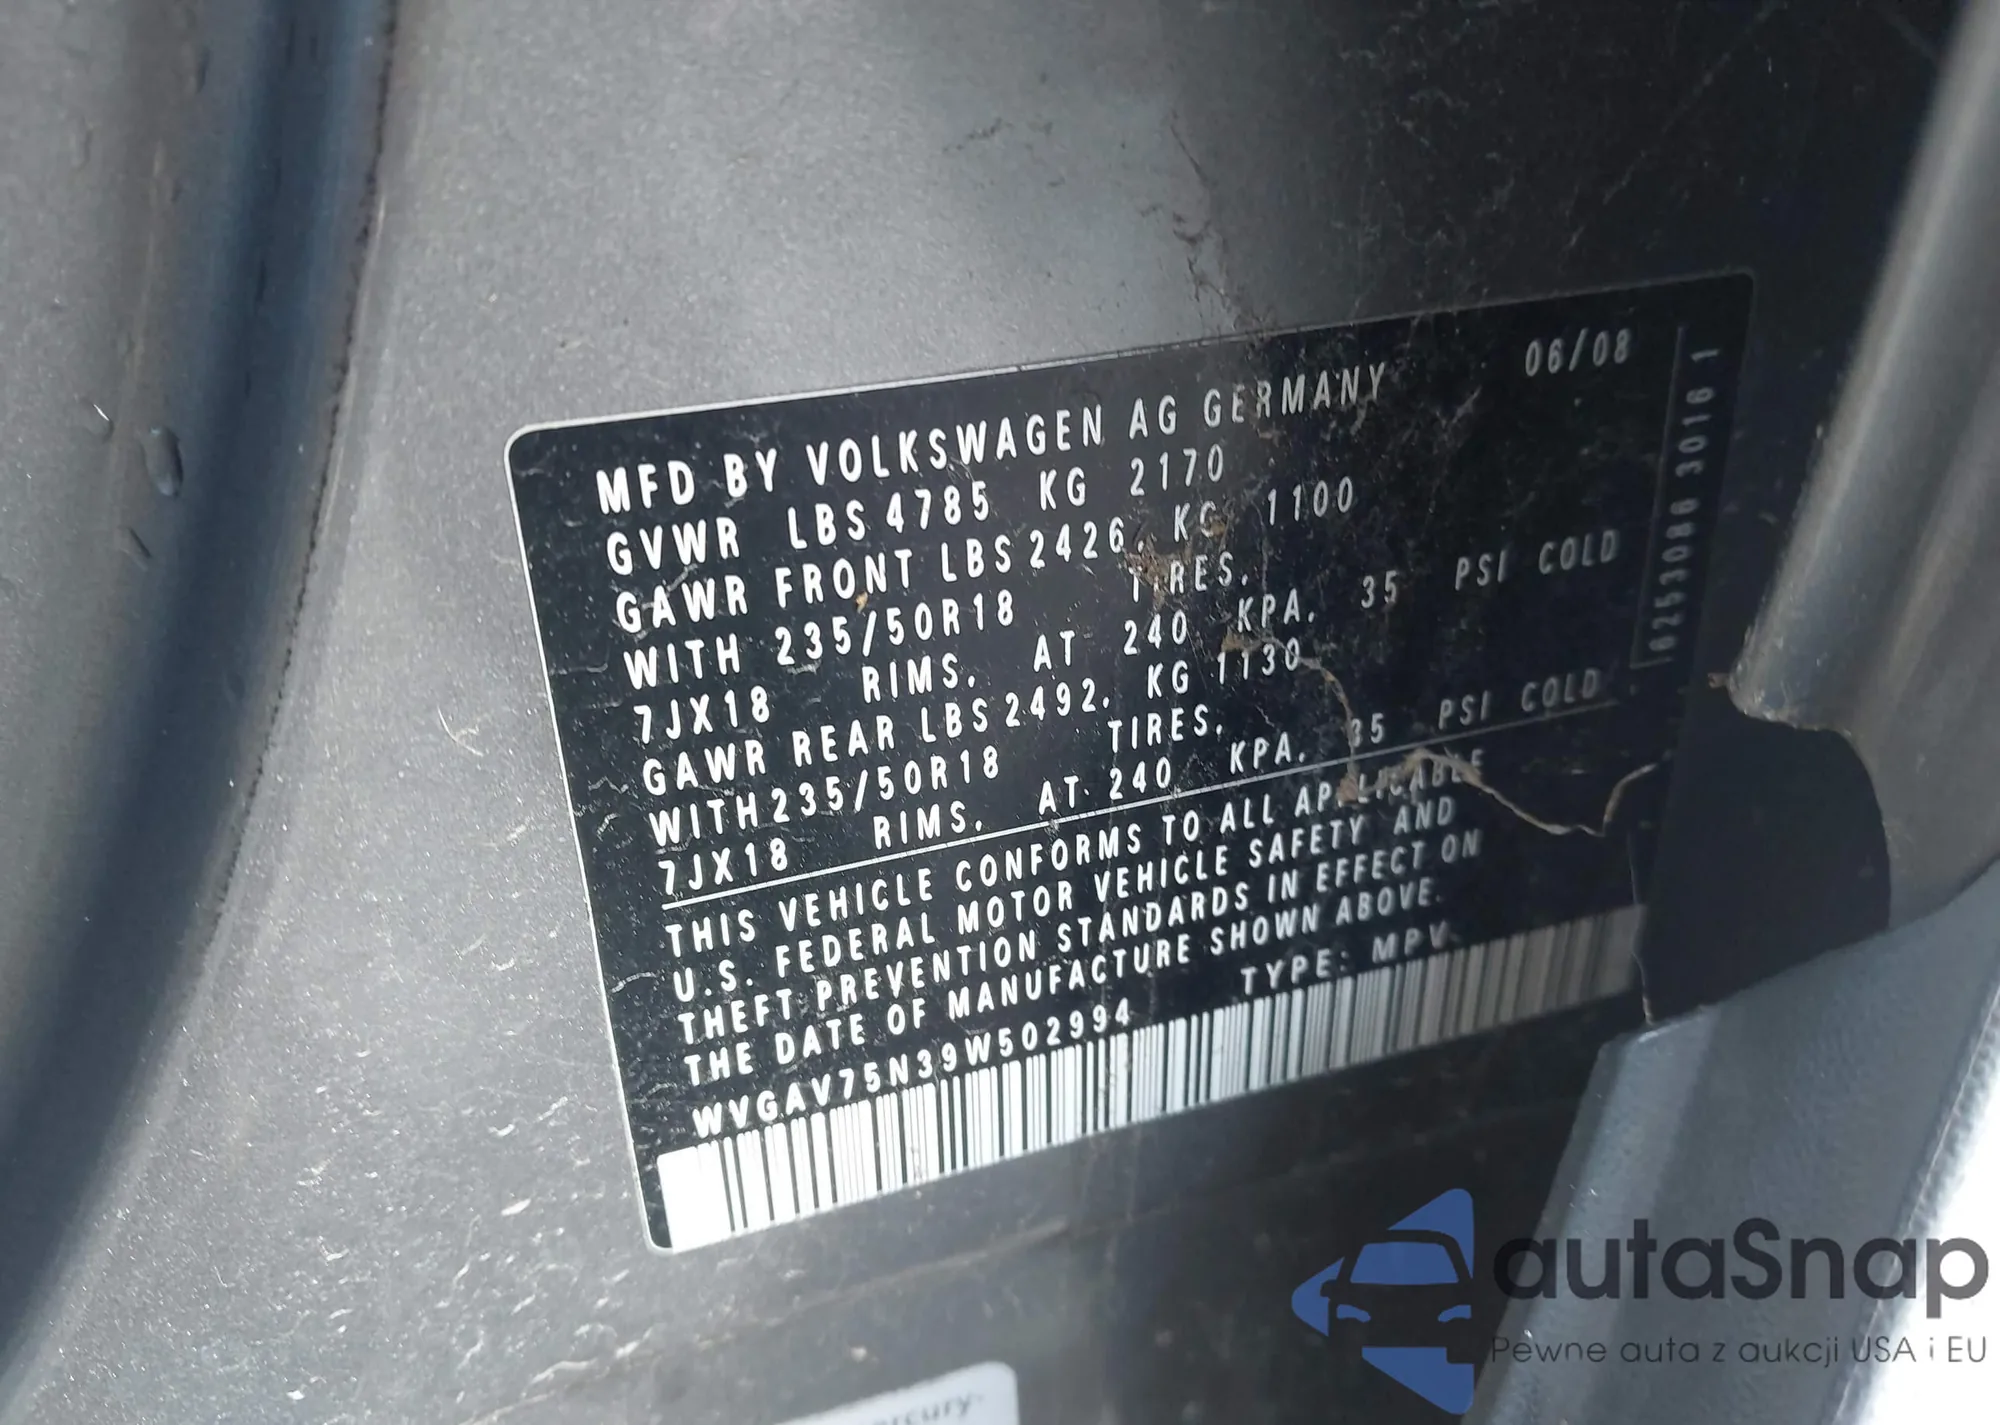 06/08
MFD BY VOLKSWAGEN AG GERMANY
GVWR LBS 4785 KG 2170
GAWR FRONT LBS 2426. KG 1100
WITH 235/50R18 TIRES.
7JX18 RIMS. AT 240 KPA. 35 PSI COLD
GAWR REAR LBS 2492. KG 1130
WITH 235/50R18 TIRES.
7JX18 RIMS. AT 240 KPA. 35 PSI COLD
THIS VEHICLE CONFORMS TO ALL APPLICABLE
U.S. FEDERAL MOTOR VEHICLE SAFETY AND
THEFT PREVENTION STANDARDS IN EFFECT ON
THE DATE OF MANUFACTURE SHOWN ABOVE.
WVGAV75N39W502994 TYPE: MPV
autaSnap
Pewne auta z aukcji USA i EU